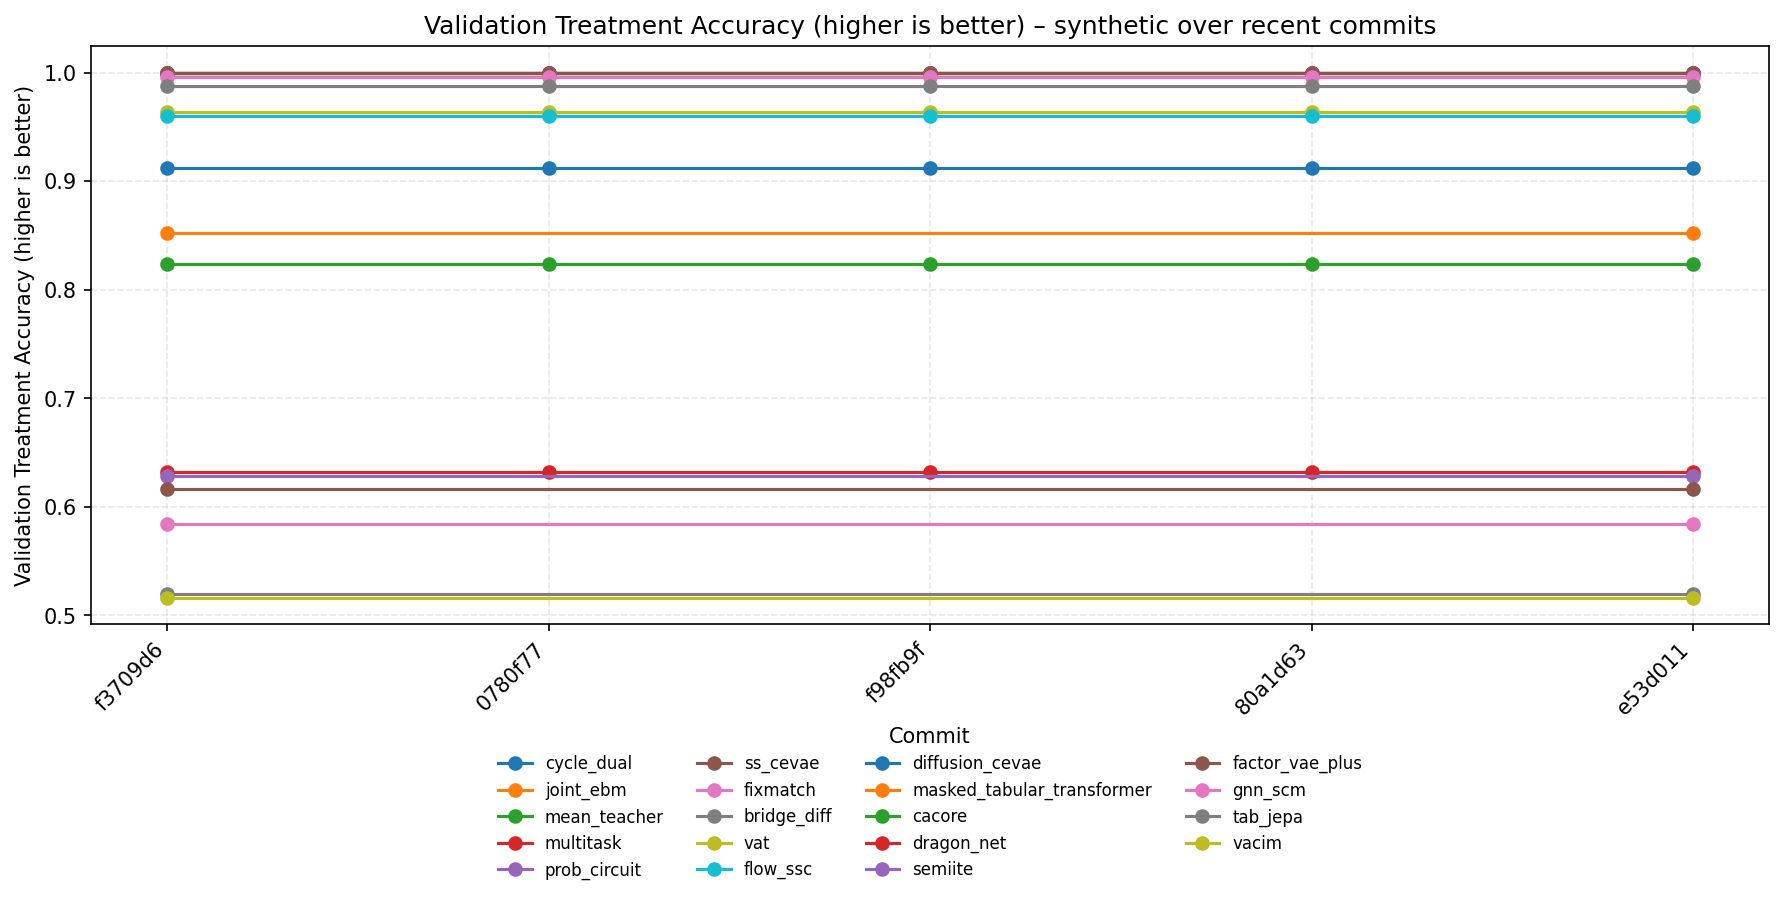 Validation Treatment Accuracy (higher is better) – synthetic over recent commits
Validation Treatment Accuracy (higher is better)
1.0
0.9
0.8
0.7
0.6
0.5
f3709d6
0780f77
f98fb9f
80a1d63
e53d011
Commit
cycle_dual
joint_ebm
mean_teacher
multitask
prob_circuit
ss_cevae
fixmatch
bridge_diff
vat
flow_ssc
diffusion_cevae
masked_tabular_transformer
cacore
dragon_net
semiite
factor_vae_plus
gnn_scm
tab_jepa
vacim